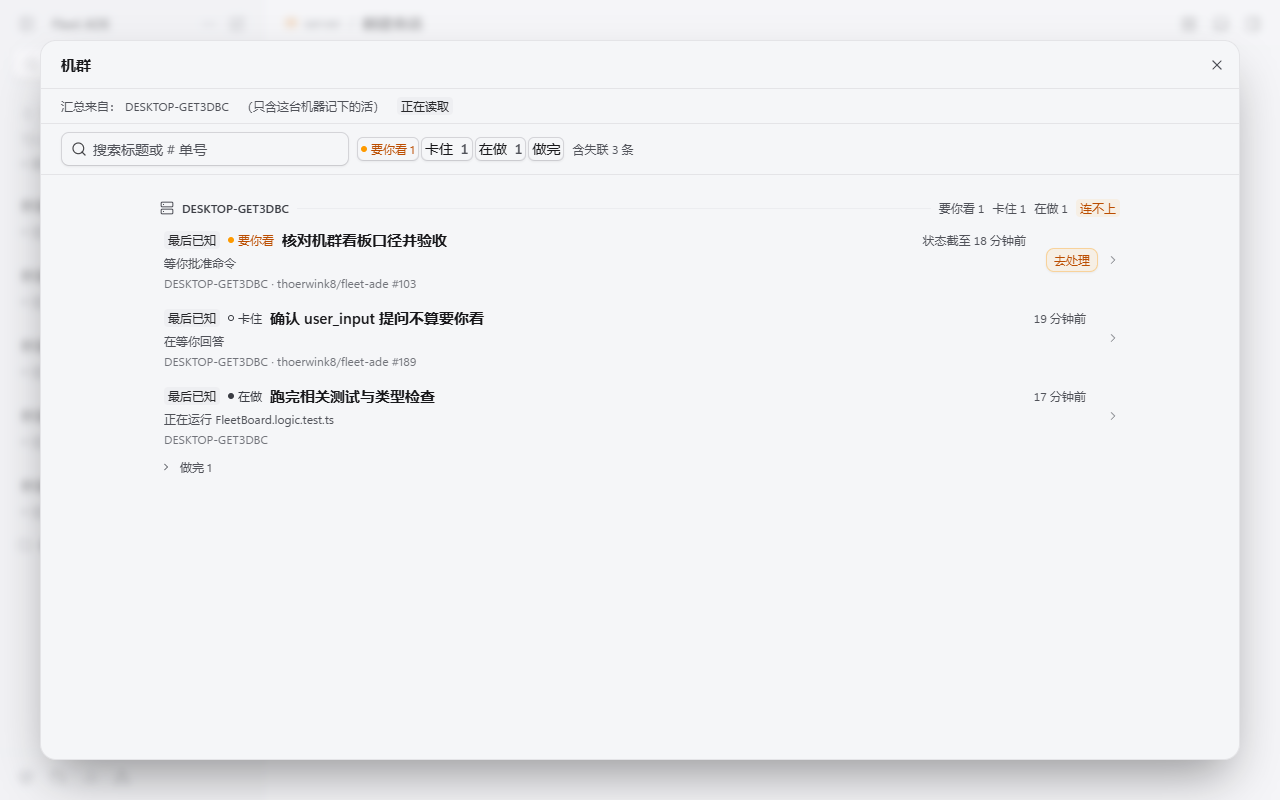 机群
汇总来自： DESKTOP-GET3DBC （只含这台机器记下的活） 正在读取
搜索标题或 # 单号 要你看 1 卡住 1 在做 1 做完 含失联 3 条
DESKTOP-GET3DBC 要你看 1 卡住 1 在做 1 连不上
最后已知 要你看 核对机群看板口径并验收 状态截至 18 分钟前
等你批准命令 去处理
DESKTOP-GET3DBC · thoerwink8/fleet-ade #103
最后已知 卡住 确认 user_input 提问不算要你看 19 分钟前
在等你回答
DESKTOP-GET3DBC · thoerwink8/fleet-ade #189
最后已知 在做 跑完相关测试与类型检查 17 分钟前
正在运行 FleetBoard.logic.test.ts
DESKTOP-GET3DBC
做完 1